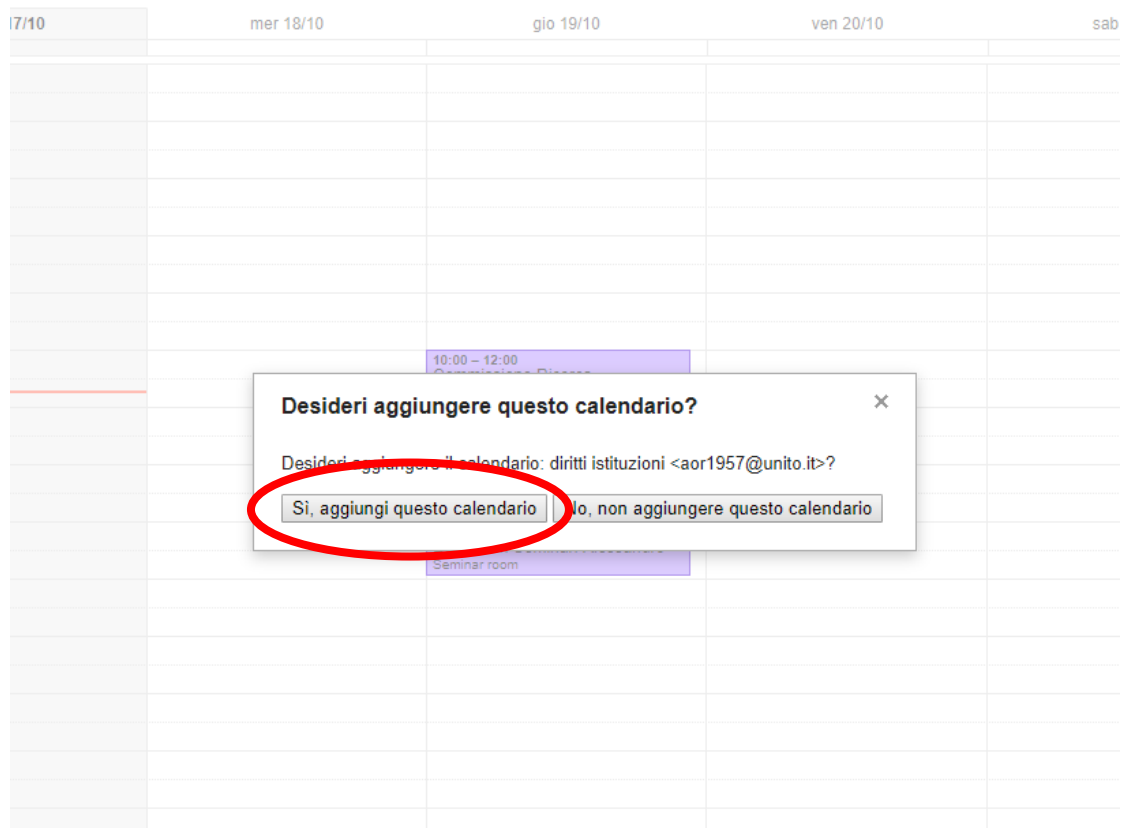 17/10 mer 18/10 gio 19/10 ven 20/10 sab
10:00 – 12:00
Commissione Ricerca
Desideri aggiungere questo calendario? ×
Desideri aggiungere il calendario: diritti istituzioni <aor1957@unito.it>?
Sì, aggiungi questo calendario No, non aggiungere questo calendario
Seminar room